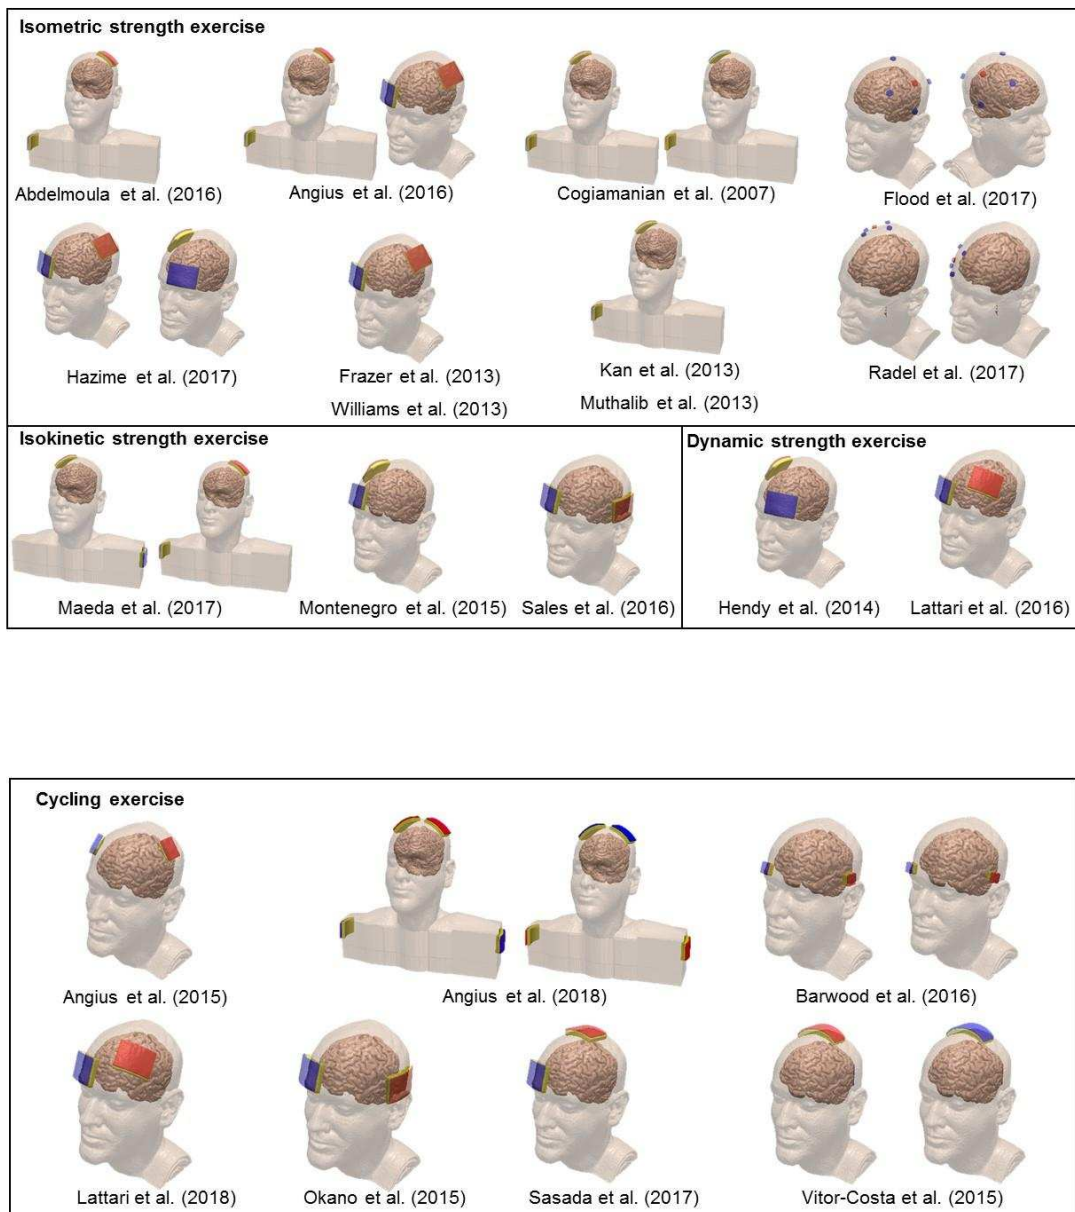 Isometric strength exercise
Abdelmoula et al. (2016)
Angius et al. (2016)
Cogiamanian et al. (2007)
Flood et al. (2017)
Hazime et al. (2017)
Frazer et al. (2013)
Williams et al. (2013)
Kan et al. (2013)
Muthalib et al. (2013)
Radel et al. (2017)
Isokinetic strength exercise
Maeda et al. (2017)
Montenegro et al. (2015)
Sales et al. (2016)
Dynamic strength exercise
Hendy et al. (2014)
Lattari et al. (2016)
Cycling exercise
Angius et al. (2015)
Angius et al. (2018)
Barwood et al. (2016)
Lattari et al. (2018)
Okano et al. (2015)
Sasada et al. (2017)
Vitor-Costa et al. (2015)